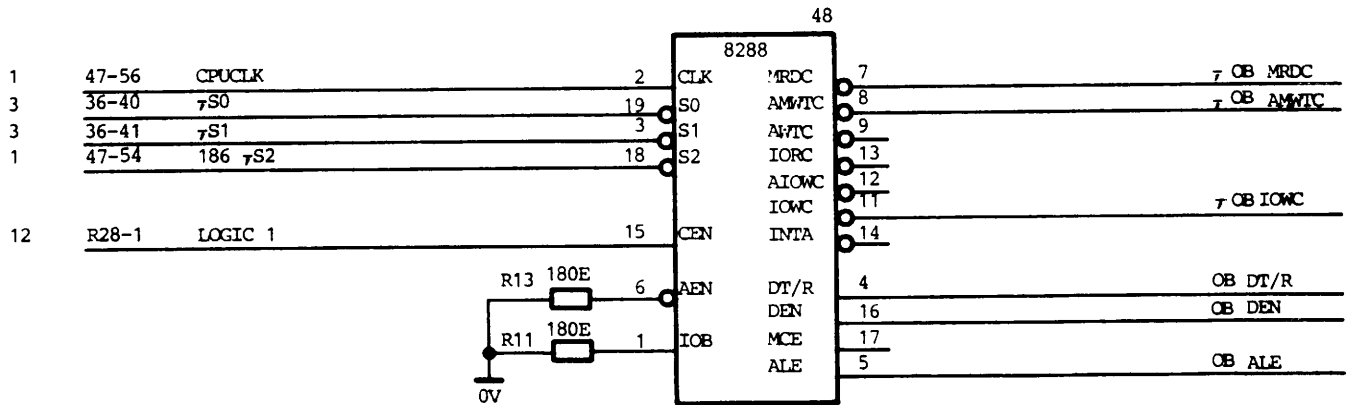 48
8288
1 47-56 CPUCLK 2 CLK MRDC 7 ┬ OB MRDC
3 36-40 ┬S0 19 S0 AMWTC 8 ┬ OB AMWTC
3 36-41 ┬S1 3 S1 AWTC 9
1 47-54 186 ┬S2 18 S2 IORC 13
AIOWC 12
IOWC 11 ┬ OB IOWC
12 R28-1 LOGIC 1 15 CEN INTA 14
R13 180E 6 AEN DT/R 4 OB DT/R
DEN 16 OB DEN
R11 180E 1 IOB MCE 17
ALE 5 OB ALE
0V